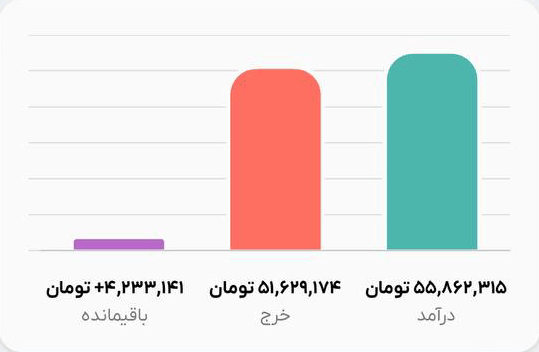 ۵۵,۸۶۲,۳۱۵ تومان
درآمد
۵۱,۶۲۹,۱۷۴ تومان
خرج
+۴,۲۳۳,۱۴۱ تومان
باقیمانده